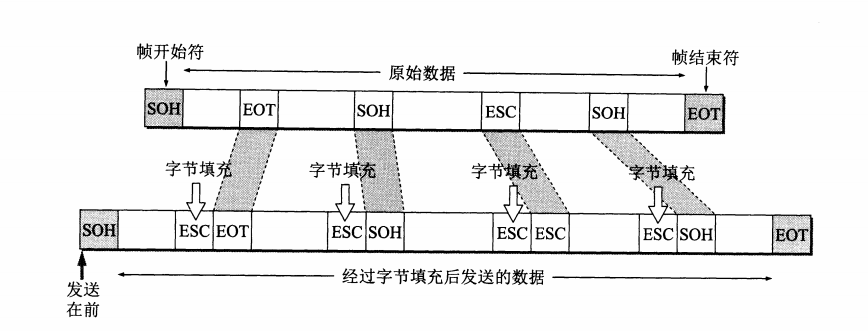 帧开始符
原始数据
帧结束符
SOH EOT SOH ESC SOH EOT
字节填充 字节填充 字节填充 字节填充
SOH ESC EOT ESC SOH ESC ESC ESC SOH EOT
经过字节填充后发送的数据
发送
在前